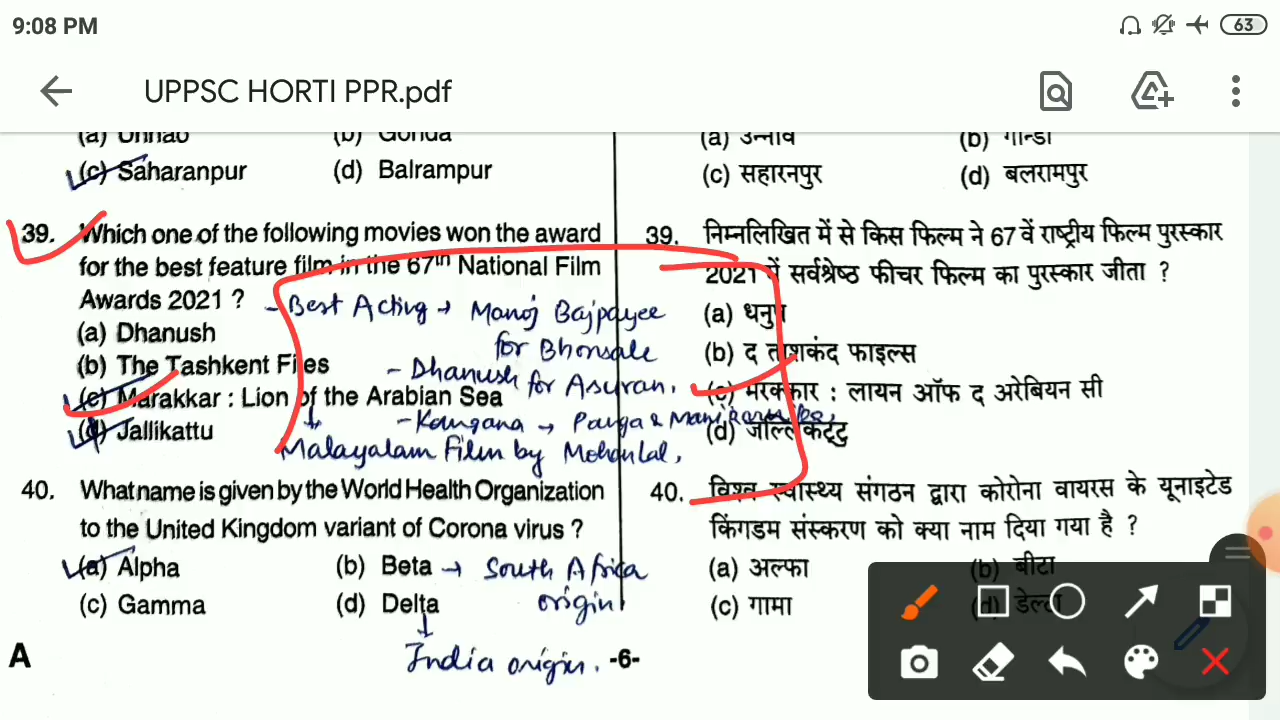 9:08 PM
63
UPPSC HORTI PPR.pdf
(a) Unnao (b) Gonda
(c) Saharanpur (d) Balrampur
39. Which one of the following movies won the award
for the best feature film in the 67th National Film
Awards 2021 ?
- Best Acting → Manoj Bajpayee
for Bhonsale
(a) Dhanush
- Dhanush for Asuran.
(b) The Tashkent Files
(c) Marakkar : Lion of the Arabian Sea
- Kangana → Panga & Manikarnika.
(d) Jallikattu
Malayalam Film by Mohanlal.
40. What name is given by the World Health Organization
to the United Kingdom variant of Corona virus ?
(a) Alpha (b) Beta → South Africa
origin
(c) Gamma (d) Delta
India origin.
A
-6-
(a) उन्नाव (b) गोन्डा
(c) सहारनपुर (d) बलरामपुर
39. निम्नलिखित में से किस फिल्म ने 67 वें राष्ट्रीय फिल्म पुरस्कार
2021 में सर्वश्रेष्ठ फीचर फिल्म का पुरस्कार जीता ?
(a) धनुष
(b) द ताशकंद फाइल्स
(c) मरक्कार : लायन ऑफ द अरेबियन सी
(d) जल्लिकट्टु
40. विश्व स्वास्थ्य संगठन द्वारा कोरोना वायरस के यूनाइटेड
किंगडम संस्करण को क्या नाम दिया गया है ?
(a) अल्फा (b) बीटा
(c) गामा (d) डेल्टा